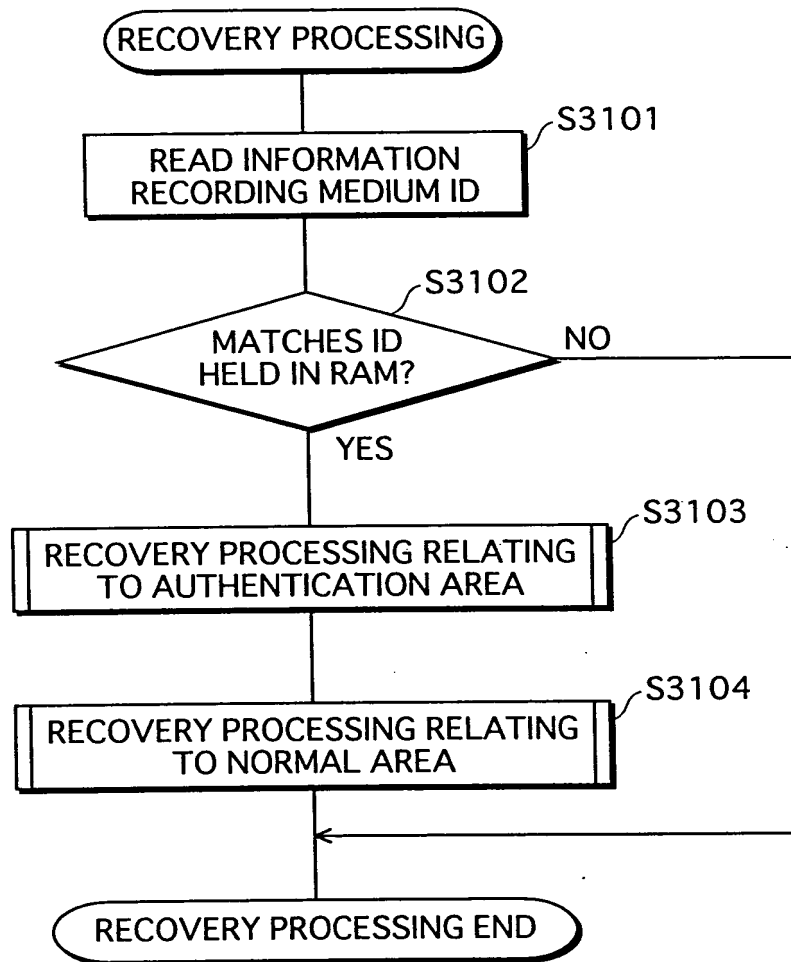 RECOVERY PROCESSING
S3101
READ INFORMATION
RECORDING MEDIUM ID
S3102
MATCHES ID
HELD IN RAM?
NO
YES
S3103
RECOVERY PROCESSING RELATING
TO AUTHENTICATION AREA
S3104
RECOVERY PROCESSING RELATING
TO NORMAL AREA
RECOVERY PROCESSING END